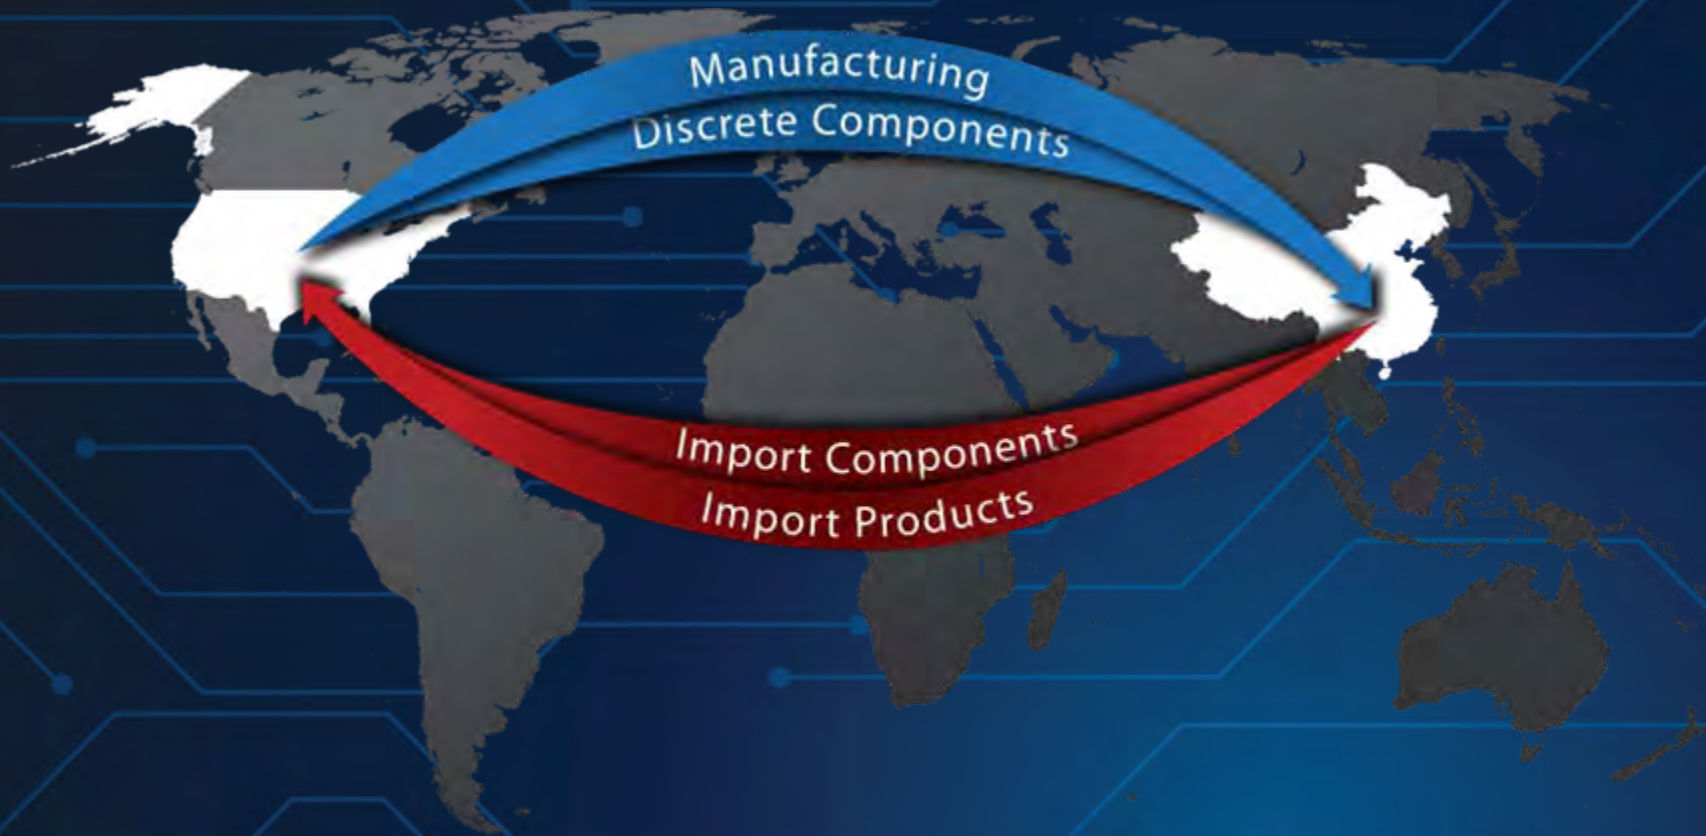 Manufacturing
Discrete Components
Import Components
Import Products